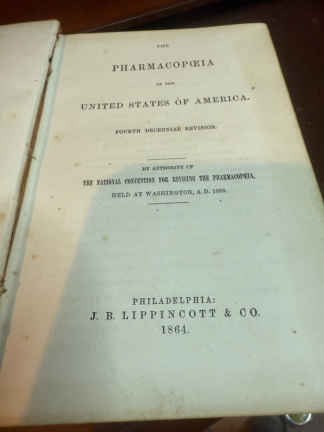 THE
PHARMACOPŒIA
OF THE
UNITED STATES OF AMERICA.
FOURTH DECENNIAL REVISION.
BY AUTHORITY OF
THE NATIONAL CONVENTION FOR REVISING THE PHARMACOPŒIA,
HELD AT WASHINGTON, A.D. 1860.
PHILADELPHIA:
J. B. LIPPINCOTT & CO.
1864.